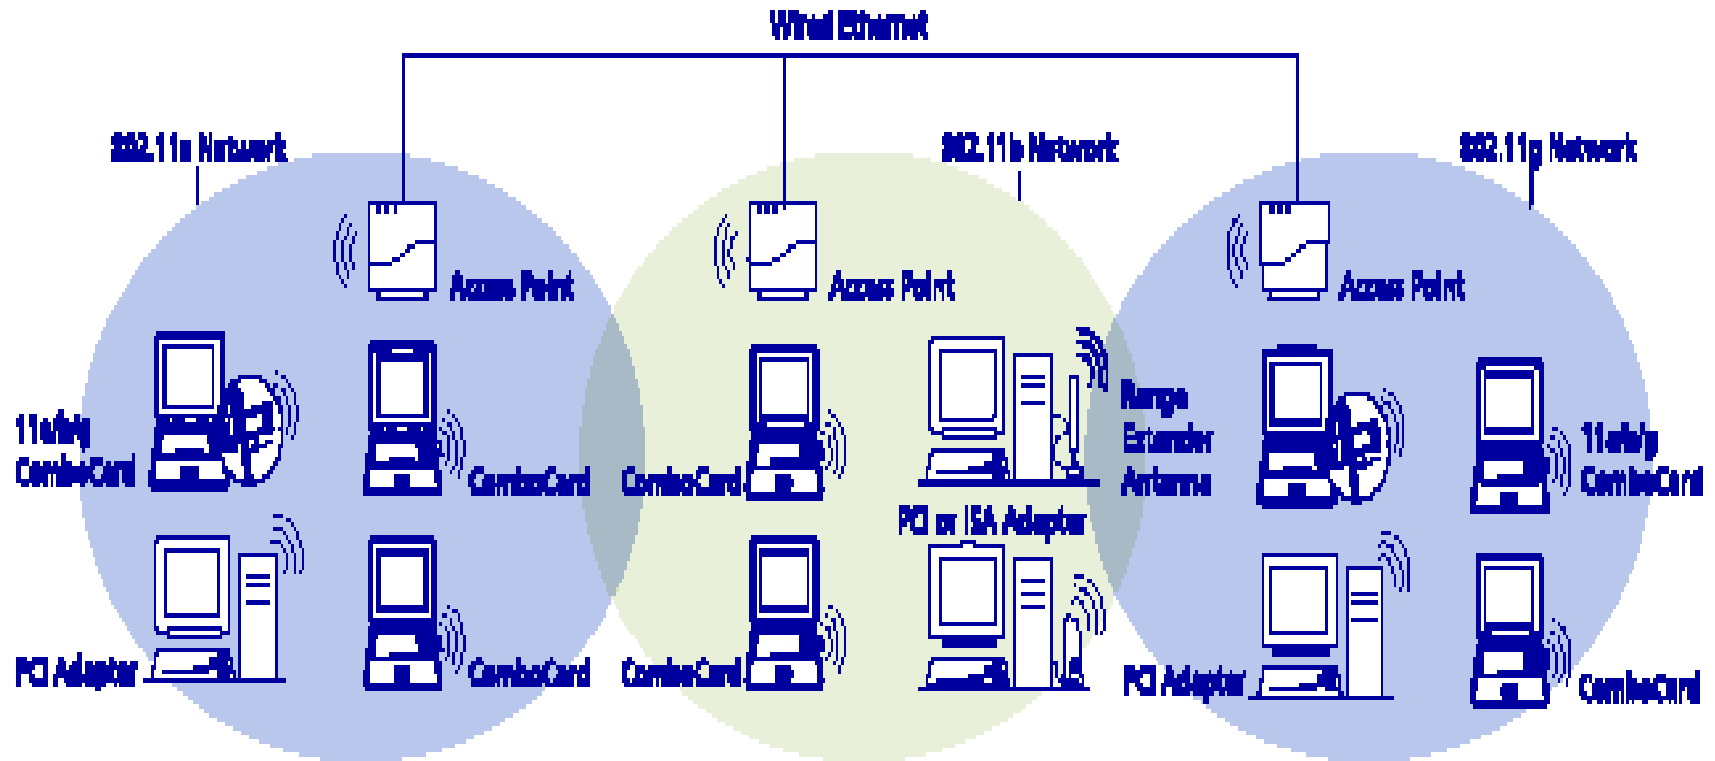 Wired Ethernet
802.11a Network
802.11b Network
802.11g Network
Access Point
Access Point
Access Point
11a/b/g
ComboCard
ComboCard
ComboCard
Range
Extender
Antenna
11a/b/g
ComboCard
PCI or ISA Adapter
PCI Adapter
ComboCard
ComboCard
PCI Adapter
ComboCard